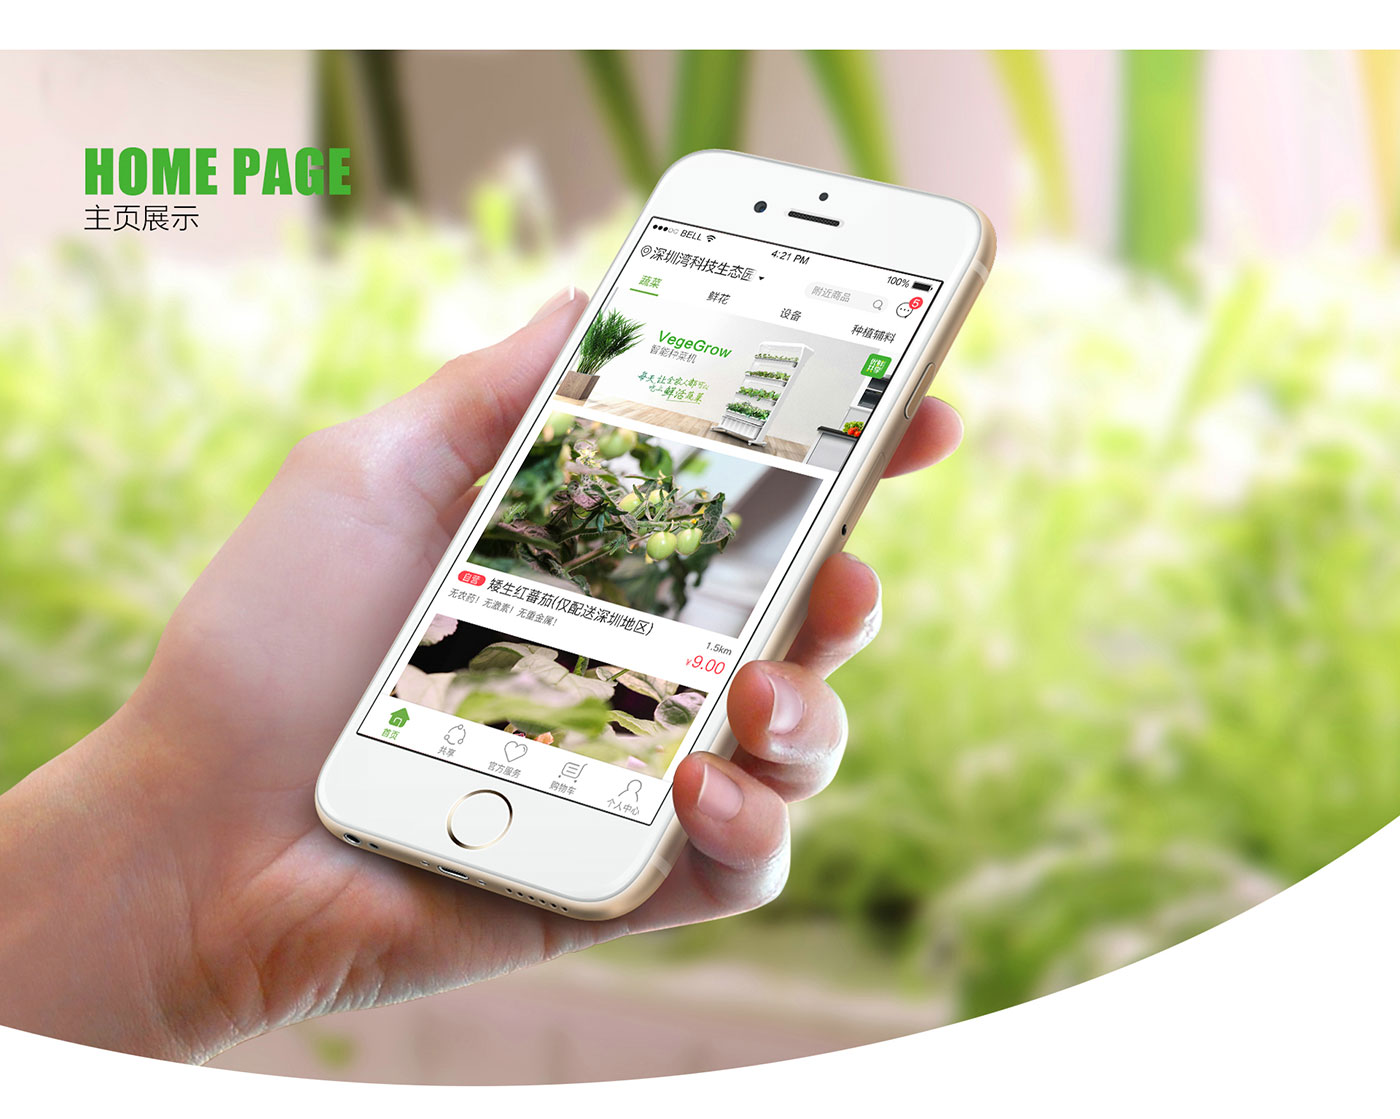 HOME PAGE
主页展示
BELL
4:21 PM
100%
深圳湾科技生态园
附近商品
5
蔬菜
鲜花
设备
种植辅料
VegeGrow
智能种菜机
每天让全家人都可以
吃上鲜活蔬菜
自营 矮生红蕃茄(仅配送深圳地区)
无农药！无激素！无重金属！
1.5km
¥9.00
首页
共享
官方服务
购物车
个人中心